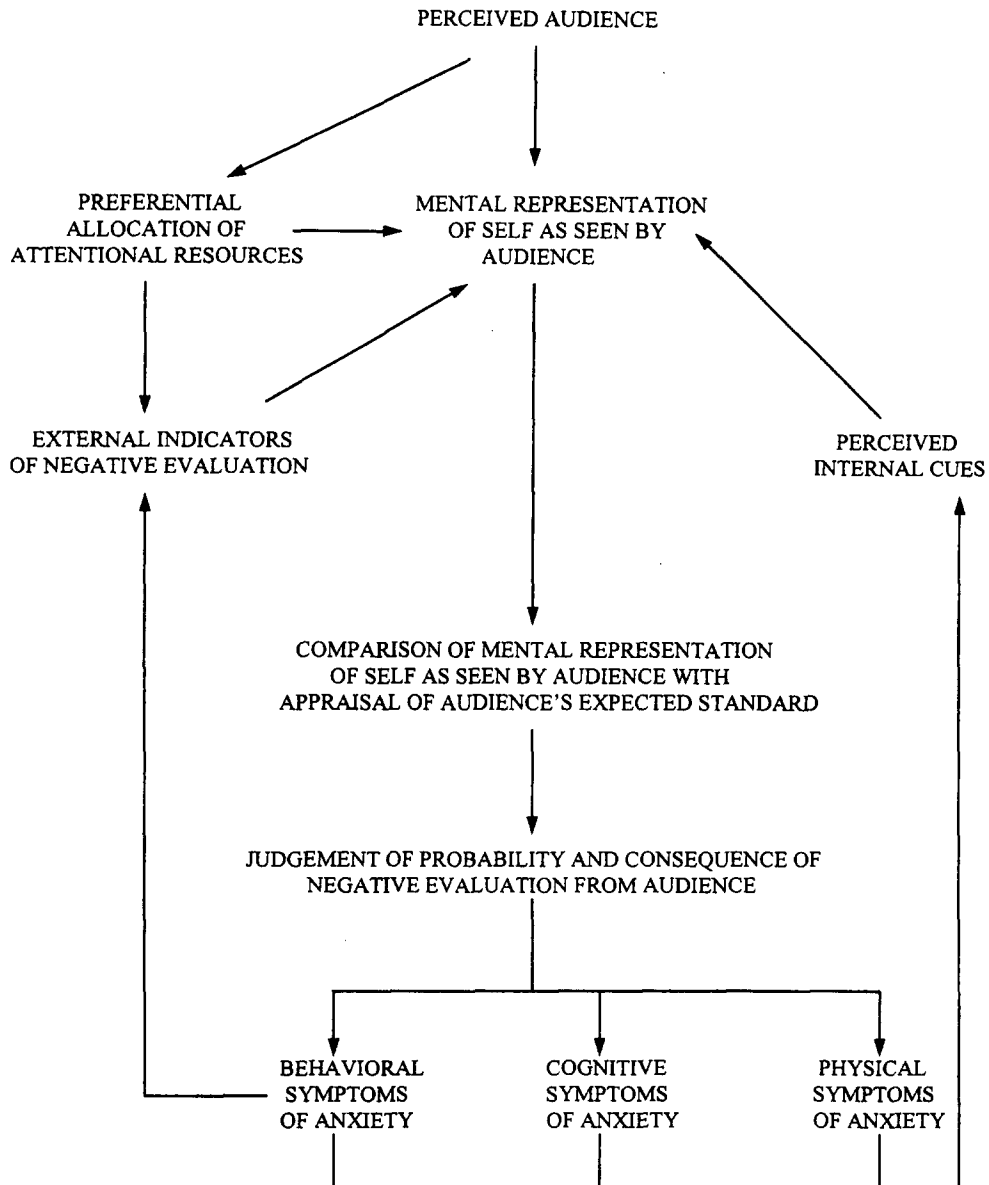 PERCEIVED AUDIENCE
PREFERENTIAL
ALLOCATION OF
ATTENTIONAL RESOURCES
MENTAL REPRESENTATION
OF SELF AS SEEN BY
AUDIENCE
EXTERNAL INDICATORS
OF NEGATIVE EVALUATION
PERCEIVED
INTERNAL CUES
COMPARISON OF MENTAL REPRESENTATION
OF SELF AS SEEN BY AUDIENCE WITH
APPRAISAL OF AUDIENCE'S EXPECTED STANDARD
JUDGEMENT OF PROBABILITY AND CONSEQUENCE OF
NEGATIVE EVALUATION FROM AUDIENCE
BEHAVIORAL
SYMPTOMS
OF ANXIETY
COGNITIVE
SYMPTOMS
OF ANXIETY
PHYSICAL
SYMPTOMS
OF ANXIETY